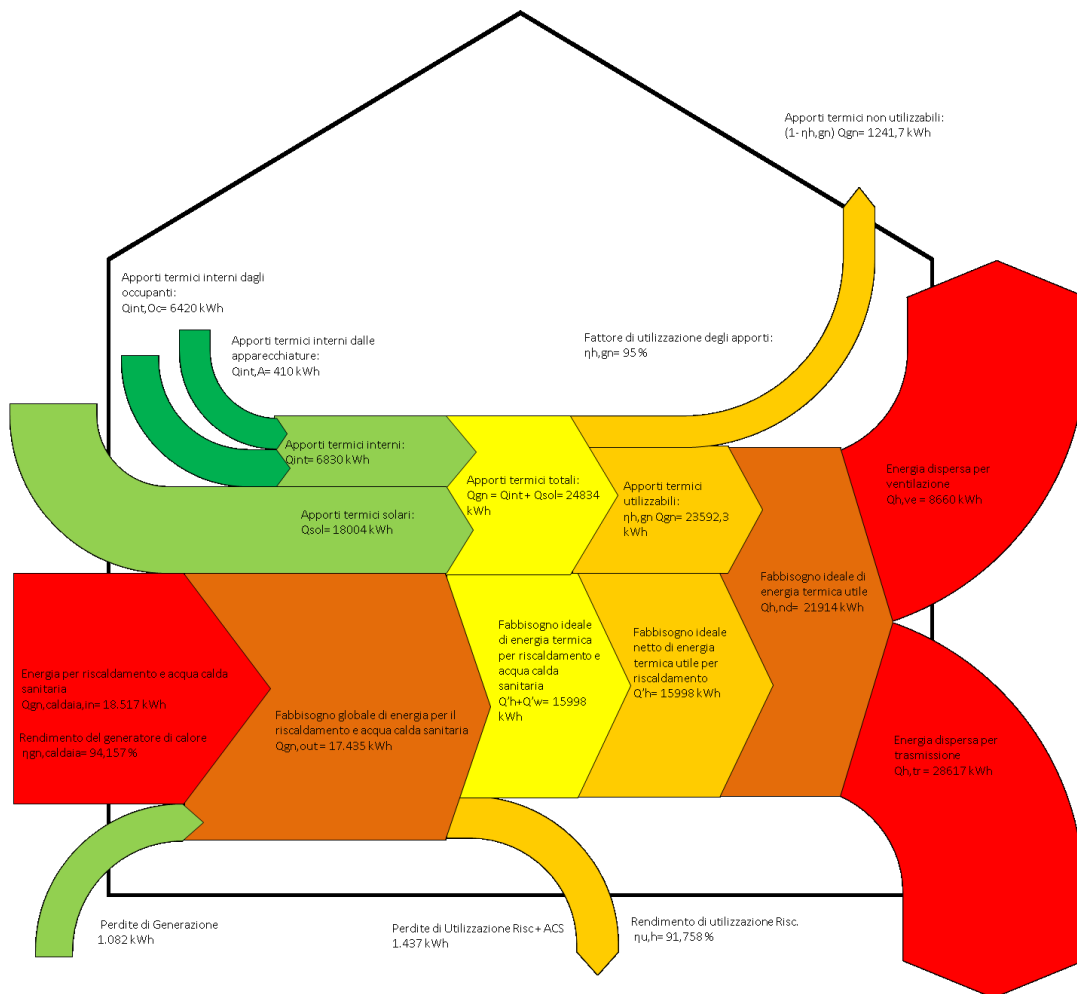 Apporti termici non utilizzabili:
(1- ηh,gn) Qgn= 1241,7 kWh
Apporti termici interni dagli
occupanti:
Qint,Oc= 6420 kWh
Apporti termici interni dalle
apparecchiature:
Qint,A= 410 kWh
Fattore di utilizzazione degli apporti:
ηh,gn= 95 %
Apporti termici interni:
Qint= 6830 kWh
Apporti termici totali:
Qgn = Qint + Qsol= 24834
kWh
Apporti termici
utilizzabili:
ηh,gn Qgn= 23592,3
kWh
Energia dispersa per
ventilazione
Qh,ve = 8660 kWh
Apporti termici solari:
Qsol= 18004 kWh
Fabbisogno ideale di
energia termica utile
Qh,nd= 21914 kWh
Fabbisogno ideale
di energia termica
per riscaldamento e
acqua calda
sanitaria
Q'h+Q'w= 15998
kWh
Fabbisogno ideale
netto di energia
termica utile per
riscaldamento
Q'h= 15998 kWh
Energia per riscaldamento e acqua calda
sanitaria
Qgn,caldaia,in= 18.517 kWh
Rendimento del generatore di calore
ηgn,caldaia= 94,157 %
Fabbisogno globale di energia per il
riscaldamento e acqua calda sanitaria
Qgn,out = 17.435 kWh
Energia dispersa per
trasmissione
Qh,tr = 28617 kWh
Perdite di Generazione
1.082 kWh
Perdite di Utilizzazione Risc + ACS
1.437 kWh
Rendimento di utilizzazione Risc.
ηu,h= 91,758 %